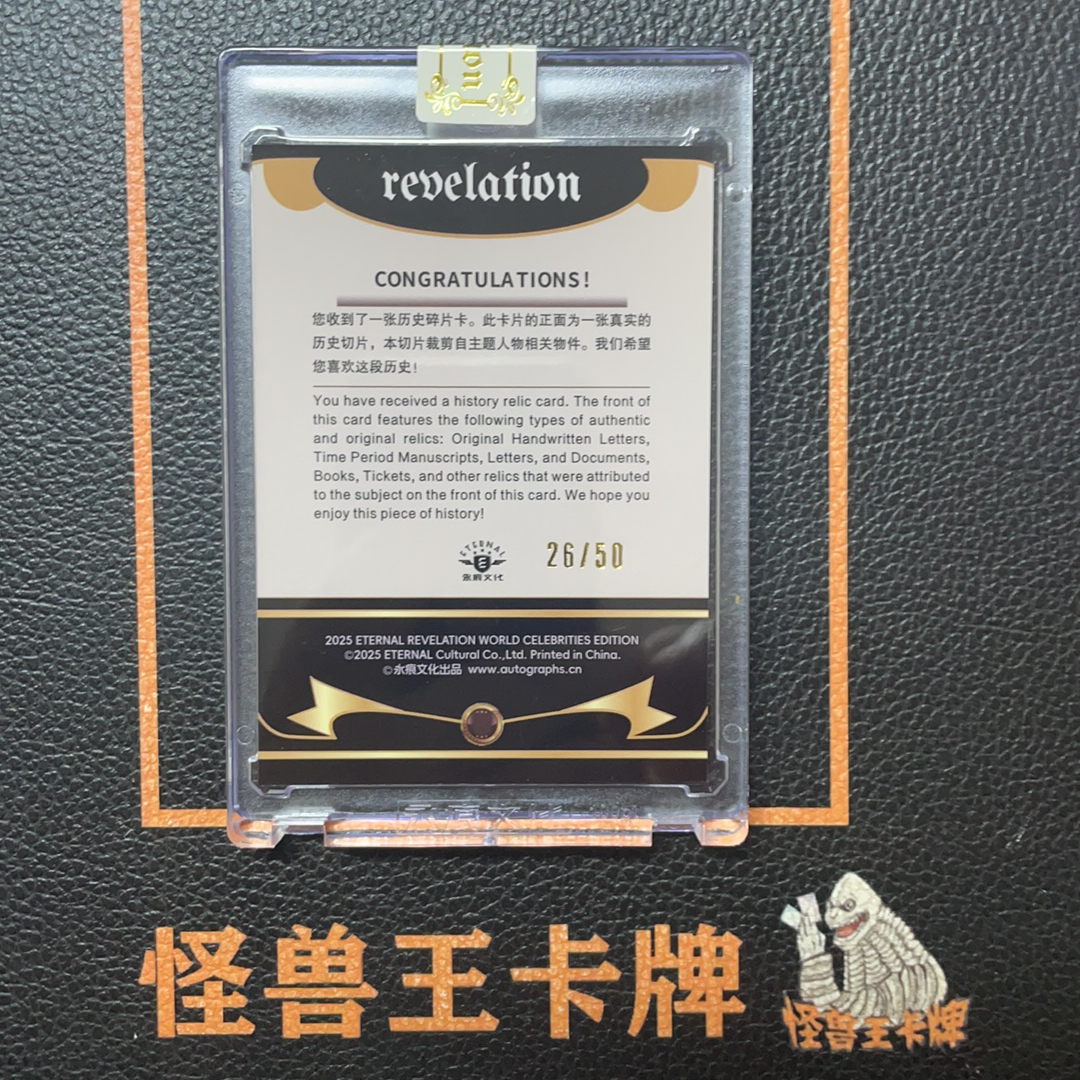 revelation
CONGRATULATIONS!
您收到了一张历史碎片卡。此卡片的正面为一张真实的
历史切片，本切片裁剪自主题人物相关物件。我们希望
您喜欢这段历史!
You have received a history relic card. The front of
this card features the following types of authentic
and original relics: Original Handwritten Letters,
Time Period Manuscripts, Letters, and Documents,
Books, Tickets, and other relics that were attributed
to the subject on the front of this card. We hope you
enjoy this piece of history!
ETERNAL
E
永痕文化
26/50
2025 ETERNAL REVELATION WORLD CELEBRITIES EDITION
©2025 ETERNAL Cultural Co.,Ltd. Printed in China.
©永痕文化出品 www.autographs.cn
怪兽王卡牌
怪兽王卡牌